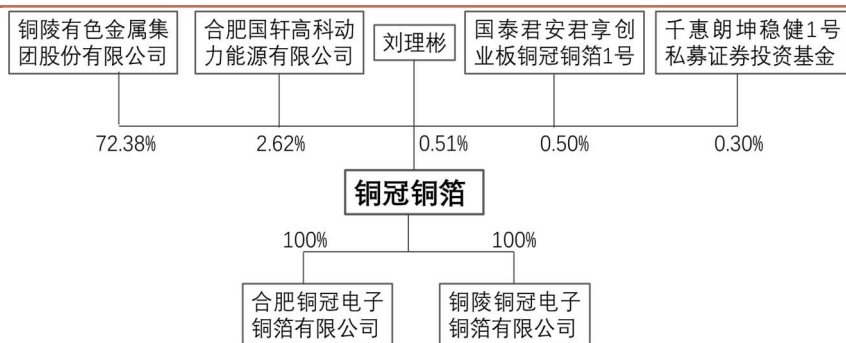 铜陵有色金属集
团股份有限公司
合肥国轩高科动
力能源有限公司
刘理彬
国泰君安君享创
业板铜冠铜箔1号
千惠朗坤稳健1号
私募证券投资基金
72.38%
2.62%
0.51%
0.50%
0.30%
铜冠铜箔
100%
100%
合肥铜冠电子
铜箔有限公司
铜陵铜冠电子
铜箔有限公司